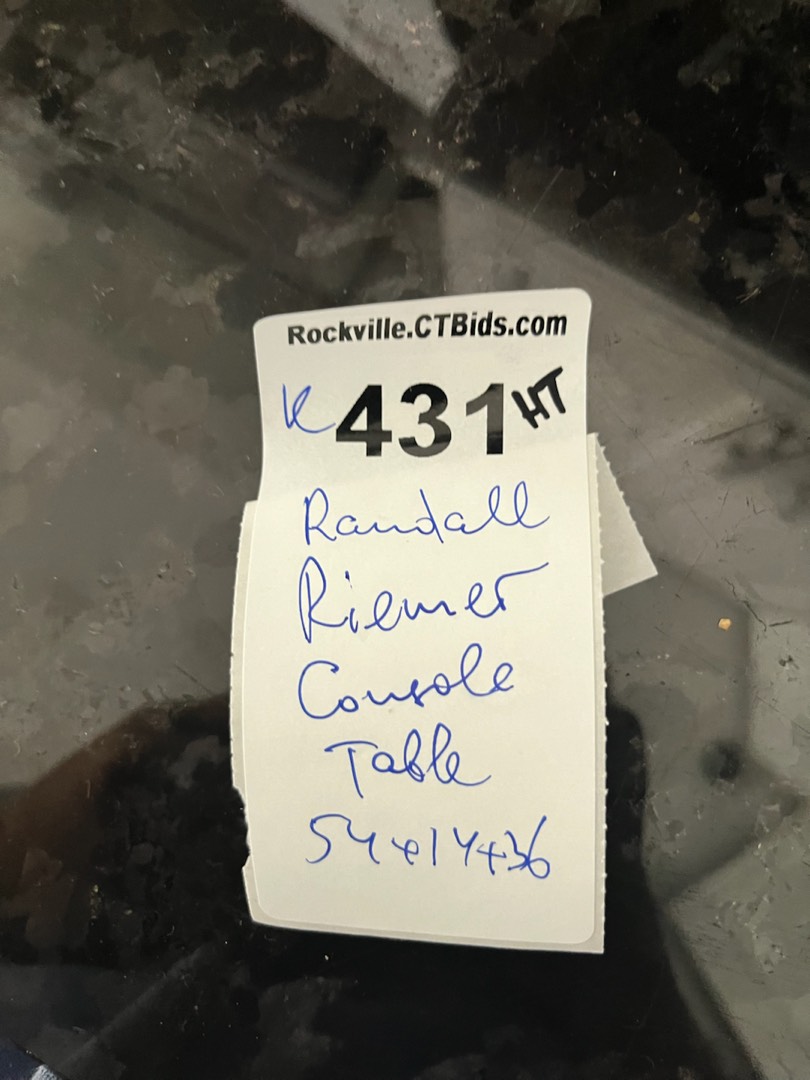 Rockville.CTBids.com
K 431 HT
Randall
Riemer
Console
Table
54x14x36